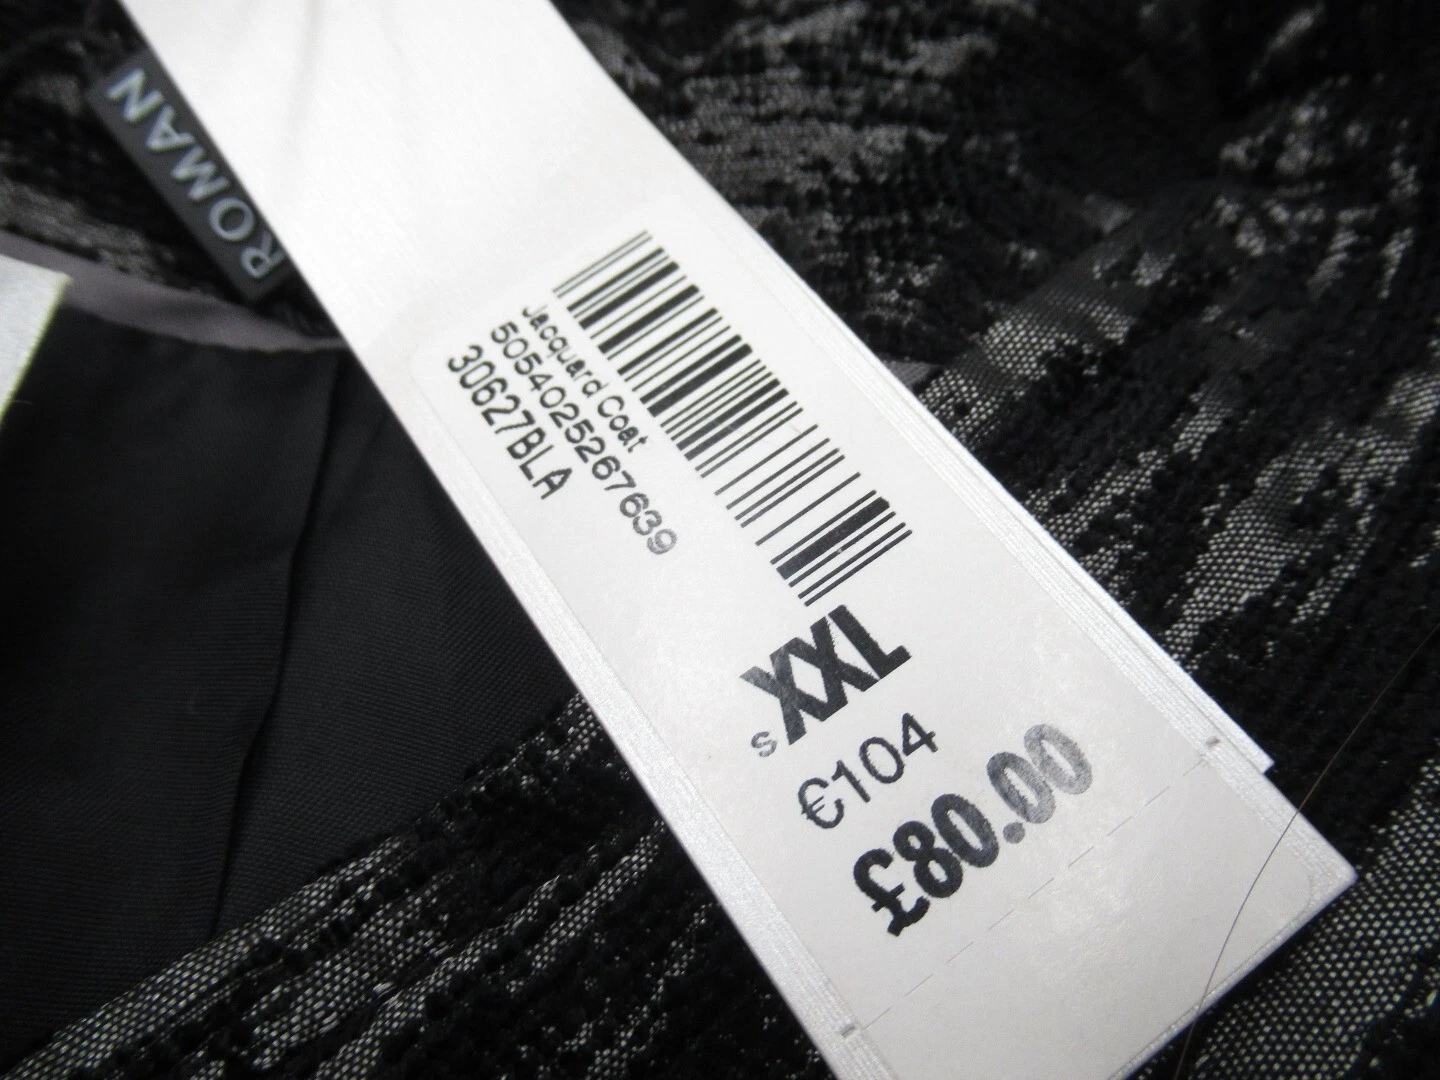 ROMAN
Jacquard Coat
5054025267639
30627BLA
XXL
s
€104
£80.00